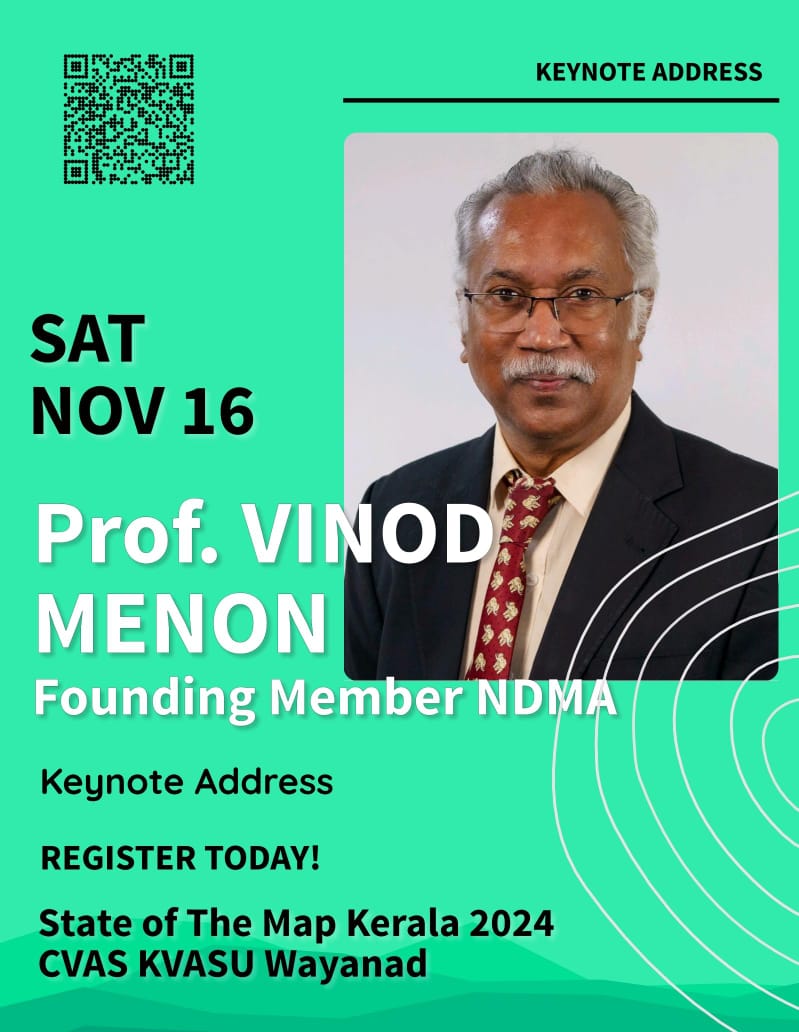 KEYNOTE ADDRESS
SAT
NOV 16
Prof. VINOD
MENON
Founding Member NDMA
Keynote Address
REGISTER TODAY!
State of The Map Kerala 2024
CVAS KVASU Wayanad